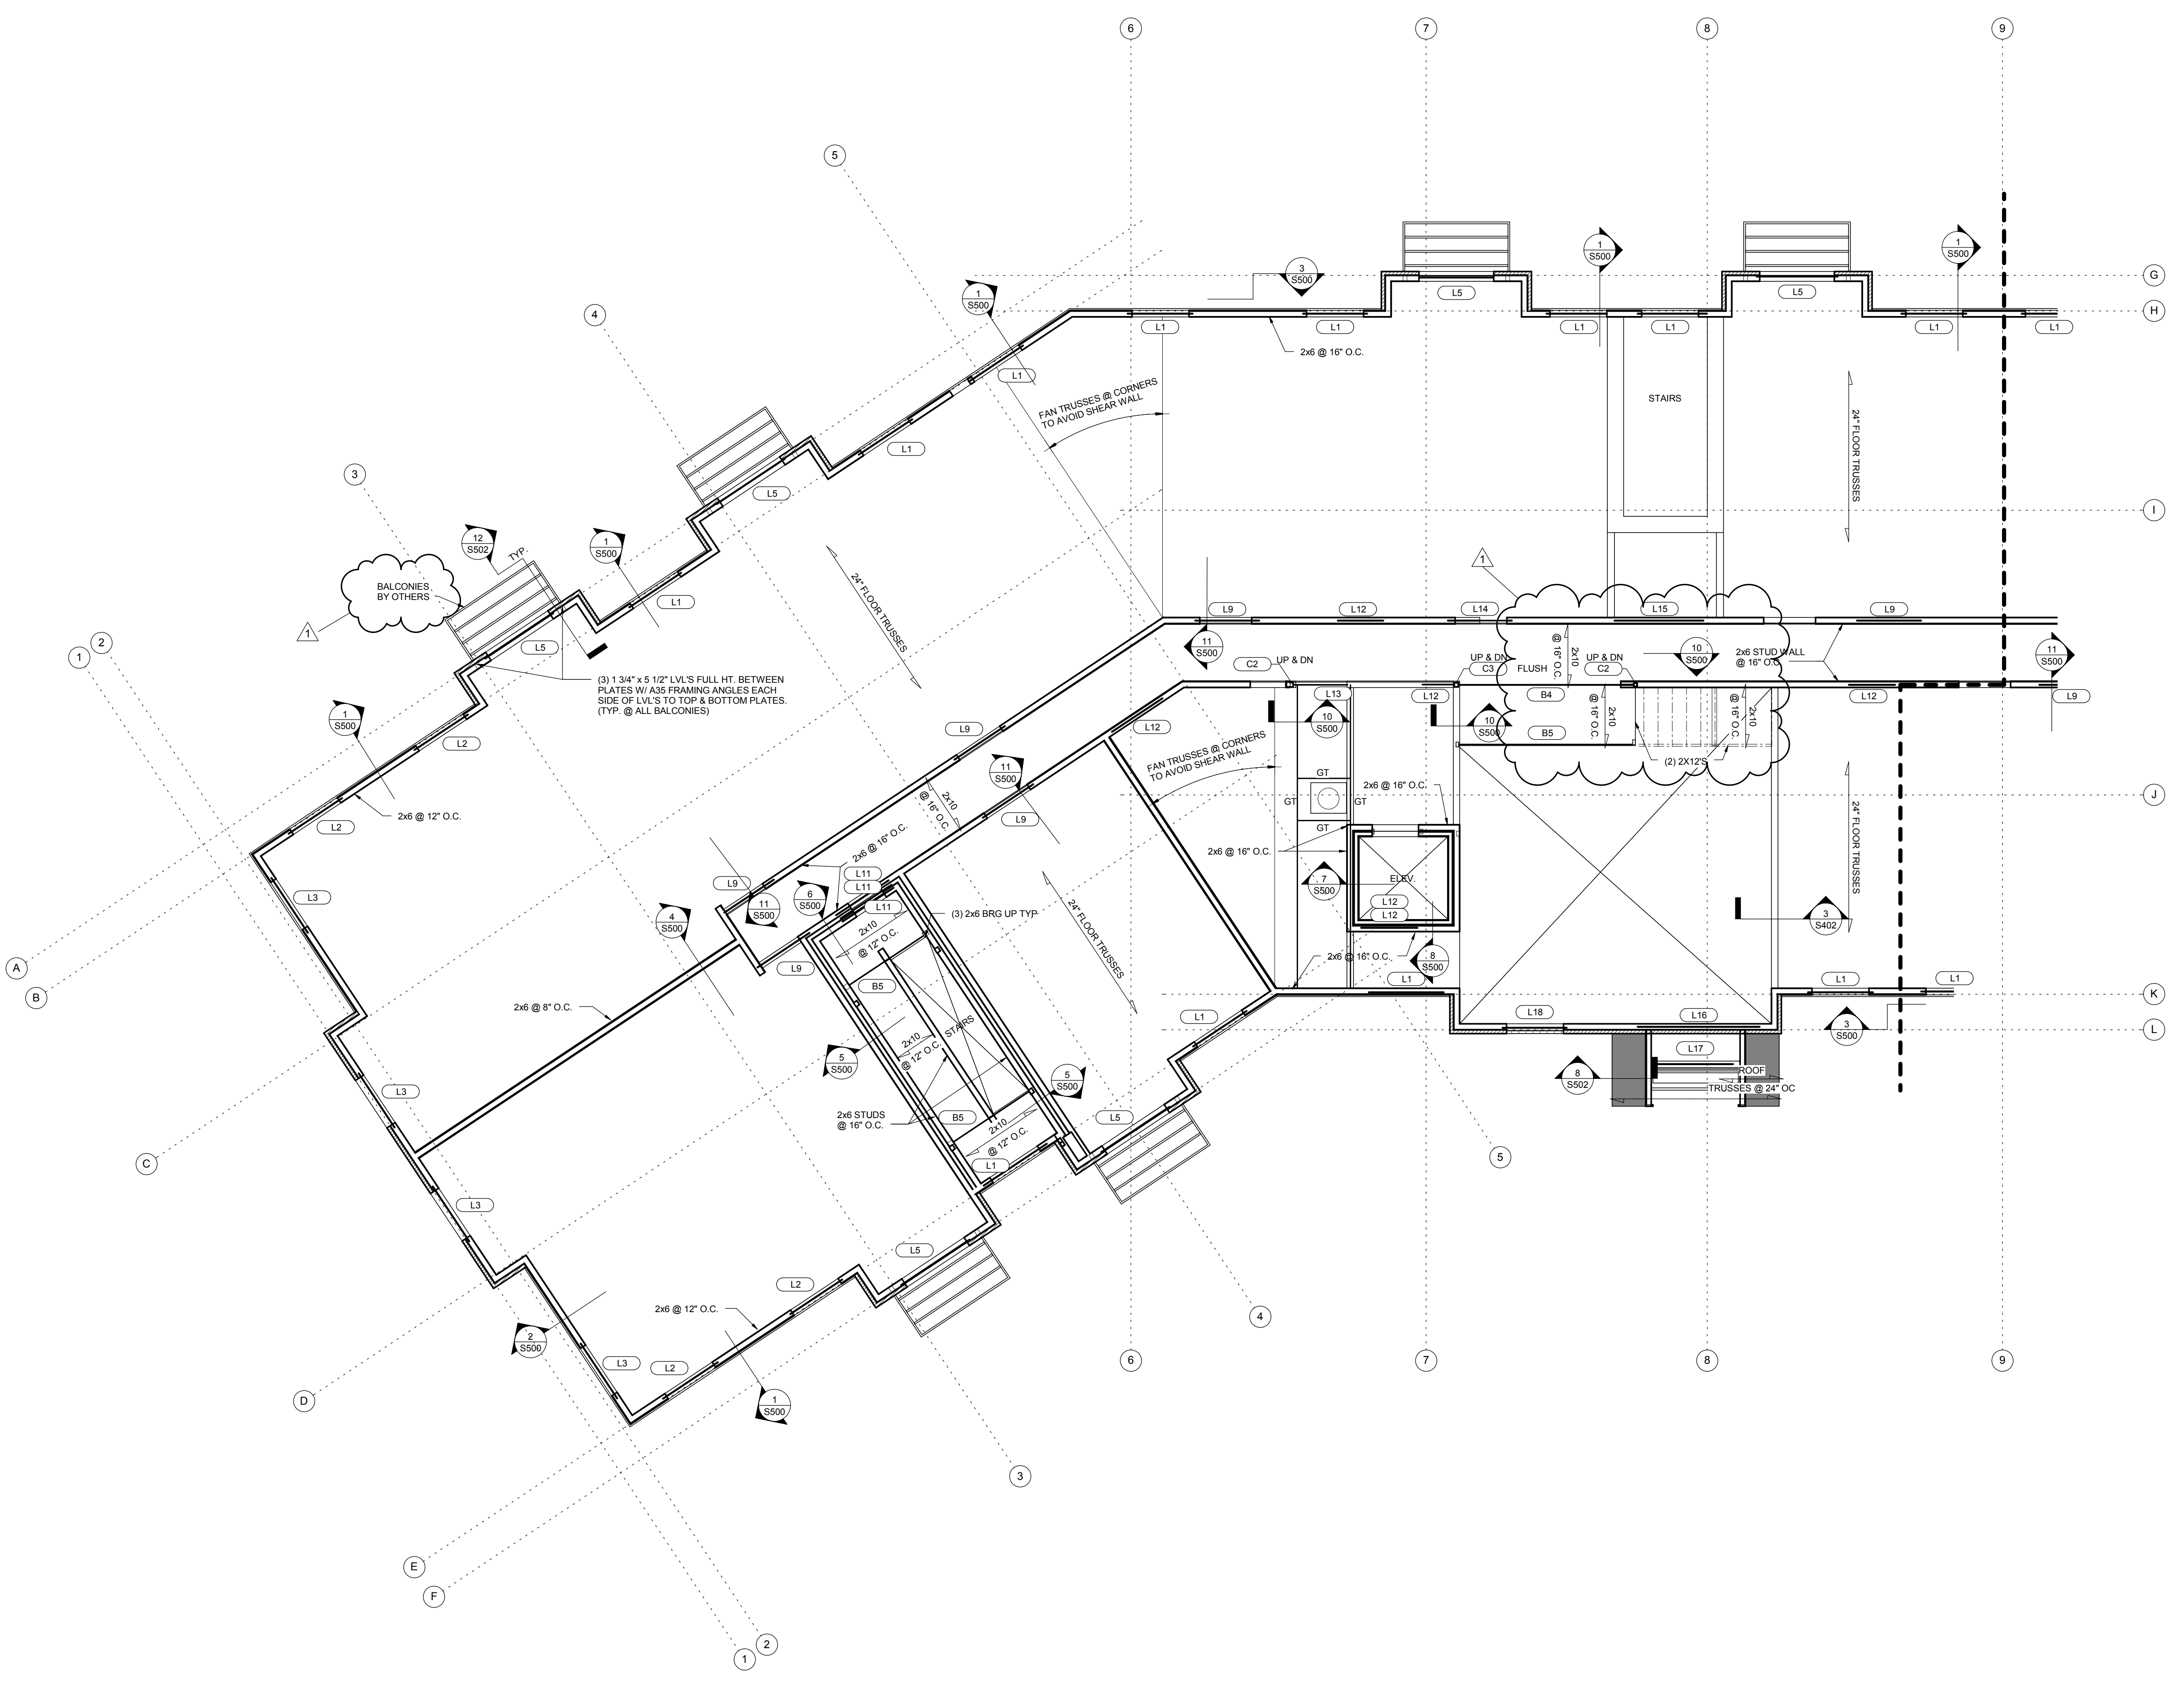 6
7
8
9
5
4
3
2
1
1
S500
1
S500
3
S500
1
S500
G
H
L5
L5
L1
L1
L1
L1
L1
L1
2x6 @ 16" O.C.
L1
FAN TRUSSES @ CORNERS
TO AVOID SHEAR WALL
STAIRS
24" FLOOR TRUSSES
L1
L5
I
12
S502
TYP.
1
S500
BALCONIES
BY OTHERS
1
24" FLOOR TRUSSES
L1
L5
1
L9
L12
L14
L15
L9
11
S500
UP & DN
C2
UP & DN
C3
FLUSH
2x10
@ 16" O.C.
UP & DN
C2
10
S500
2x6 STUD WALL
@ 16" O.C.
11
S500
L13
L12
B4
L12
L9
(3) 1 3/4" x 5 1/2" LVL'S FULL HT. BETWEEN
PLATES W/ A35 FRAMING ANGLES EACH
SIDE OF LVL'S TO TOP & BOTTOM PLATES.
(TYP. @ ALL BALCONIES)
1
S500
L2
L9
L12
10
S500
10
S500
B5
2x10
@ 16" O.C.
2x10
@ 16" O.C.
(2) 2X12'S
FAN TRUSSES @ CORNERS
TO AVOID SHEAR WALL
11
S500
GT
GT
GT
GT
2x6 @ 16" O.C.
J
2x6 @ 12" O.C.
L2
2x10
@ 16" O.C.
L9
2x6 @ 16" O.C.
2x6 @ 16" O.C.
24" FLOOR TRUSSES
L3
L9
L11
L11
L11
6
S500
11
S500
7
S500
ELEV.
L12
L12
4
S500
(3) 2x6 BRG UP TYP
2x10
@ 12" O.C.
24" FLOOR TRUSSES
3
S402
A
B
L9
B5
2x6 @ 16" O.C.
8
S500
L1
L1
L1
K
2x6 @ 8" O.C.
STAIRS
L1
L18
L16
3
S500
L
2x10
@ 12" O.C.
5
S500
5
S500
L17
8
S502
ROOF
TRUSSES @ 24" OC
L3
2x6 STUDS
@ 16" O.C.
B5
L5
2x10
@ 12" O.C.
L1
C
5
L3
L5
L2
2x6 @ 12" O.C.
4
2
S500
L3
L2
6
7
8
9
D
1
S500
3
E
F
2
1